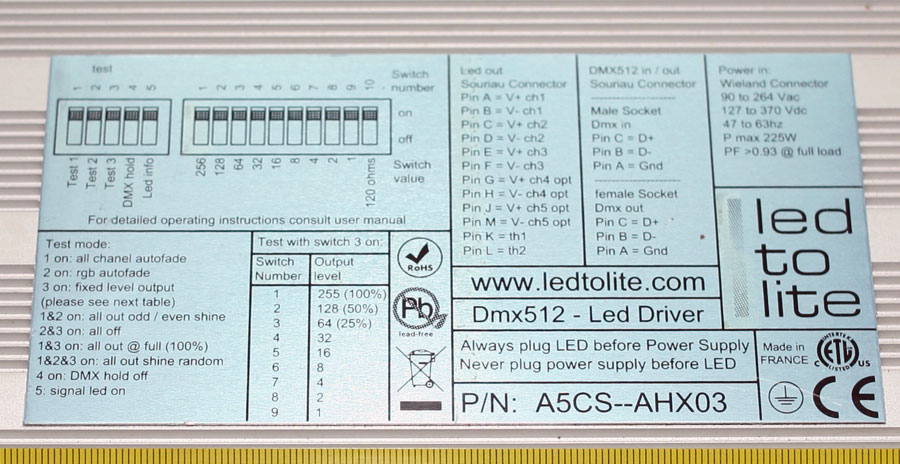 test
1 2 3 4 5
Test 1
Test 2
Test 3
DMX hold
Led info
1 2 3 4 5 6 7 8 9 10
Switch
number
on
off
Switch
value
256
128
64
32
16
8
4
2
1
120 ohms
For detailed operating instructions consult user manual
Test mode:
1 on: all chanel autofade
2 on: rgb autofade
3 on: fixed level output
(please see next table)
1&2 on: all out odd / even shine
2&3 on: all off
1&3 on: all out @ full (100%)
1&2&3 on: all out shine random
4 on: DMX hold off
5: signal led on
Test with switch 3 on:
Switch Output
Number level
1 255 (100%)
2 128 (50%)
3 64 (25%)
4 32
5 16
6 8
7 4
8 2
9 1
RoHS
Pb
lead-free
Led out
Souriau Connector
Pin A = V+ ch1
Pin B = V- ch1
Pin C = V+ ch2
Pin D = V- ch2
Pin E = V+ ch3
Pin F = V- ch3
Pin G = V+ ch4 opt
Pin H = V- ch4 opt
Pin J = V+ ch5 opt
Pin M = V- ch5 opt
Pin K = th1
Pin L = th2
DMX512 in / out
Souriau Connector
Male Socket
Dmx in
Pin C = D+
Pin B = D-
Pin A = Gnd
female Socket
Dmx out
Pin C = D+
Pin B = D-
Pin A = Gnd
Power in:
Wieland Connector
90 to 264 Vac
127 to 370 Vdc
47 to 63hz
P max 225W
PF >0.93 @ full load
led
to
lite
www.ledtolite.com
Dmx512 - Led Driver
Always plug LED before Power Supply
Never plug power supply before LED
P/N: A5CS--AHX03
Made in
FRANCE
INTERTEK
ETL
C LISTED US
CE